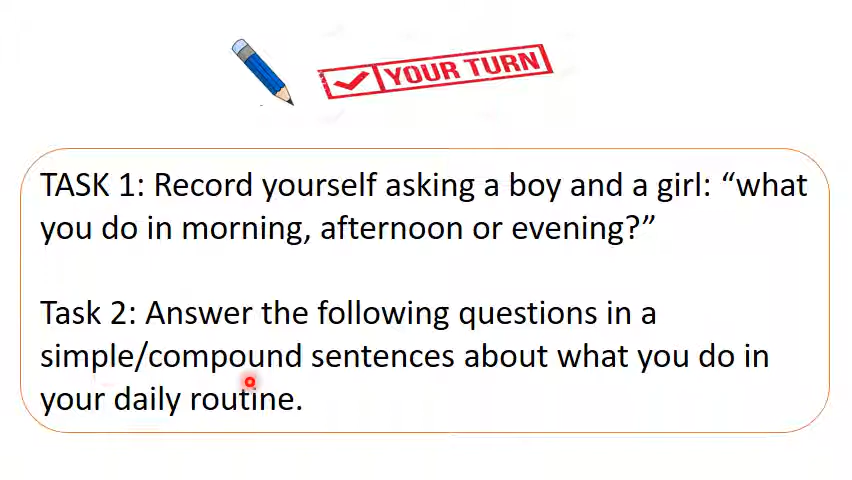 YOUR TURN
TASK 1: Record yourself asking a boy and a girl: “what
you do in morning, afternoon or evening?”
Task 2: Answer the following questions in a
simple/compound sentences about what you do in
your daily routine.